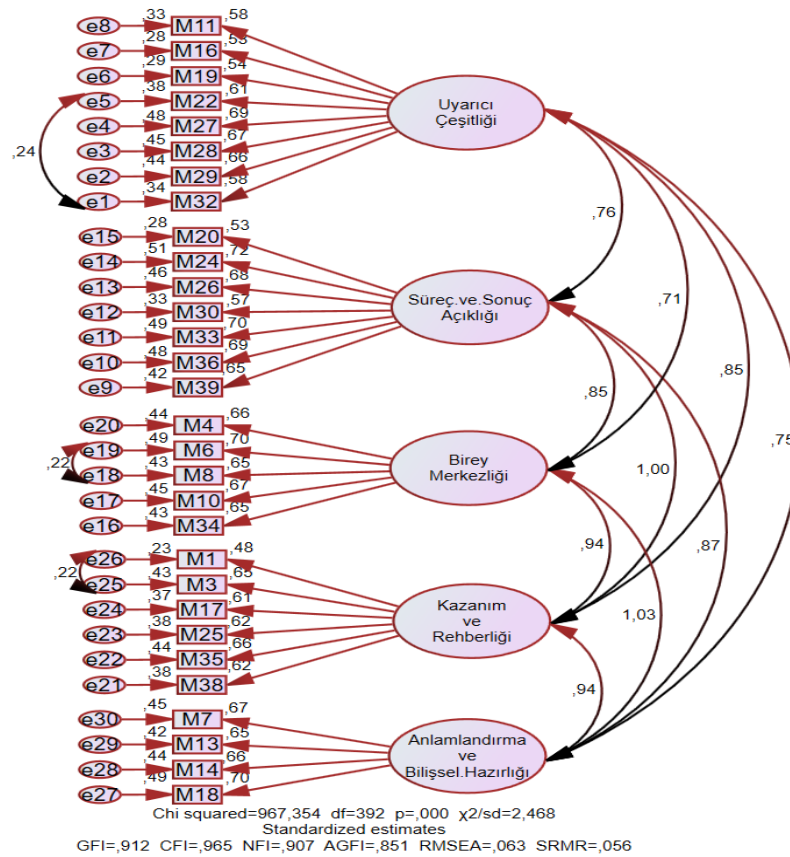 e8 ,33 M11 ,58
e7 ,28 M16 ,53
e6 ,29 M19 ,54
e5 ,38 M22 ,61
e4 ,48 M27 ,69
e3 ,45 M28 ,67
e2 ,44 M29 ,66
e1 ,34 M32 ,58
,24
Uyarıcı
Çeşitliği
e15 ,28 M20 ,53
e14 ,51 M24 ,72
e13 ,46 M26 ,68
e12 ,33 M30 ,57
e11 ,49 M33 ,70
e10 ,48 M36 ,69
e9 ,42 M39 ,65
Süreç.ve.Sonuç
Açıklığı
e20 ,44 M4 ,66
e19 ,49 M6 ,70
e18 ,43 M8 ,65
e17 ,45 M10 ,67
e16 ,43 M34 ,65
,22
Birey
Merkezliği
e26 ,23 M1 ,48
e25 ,43 M3 ,65
e24 ,37 M17 ,61
e23 ,38 M25 ,62
e22 ,44 M35 ,66
e21 ,38 M38 ,62
,22
Kazanım
ve
Rehberliği
e30 ,45 M7 ,67
e29 ,42 M13 ,65
e28 ,44 M14 ,66
e27 ,49 M18 ,70
Anlamlandırma
ve
Bilişsel.Hazırlığı
,76
,71
,85
,75
,85
1,00
,87
,94
1,03
,94
Chi squared=967,354 df=392 p=,000 χ2/sd=2,468
Standardized estimates
GFI=,912 CFI=,965 NFI=,907 AGFI=,851 RMSEA=,063 SRMR=,056